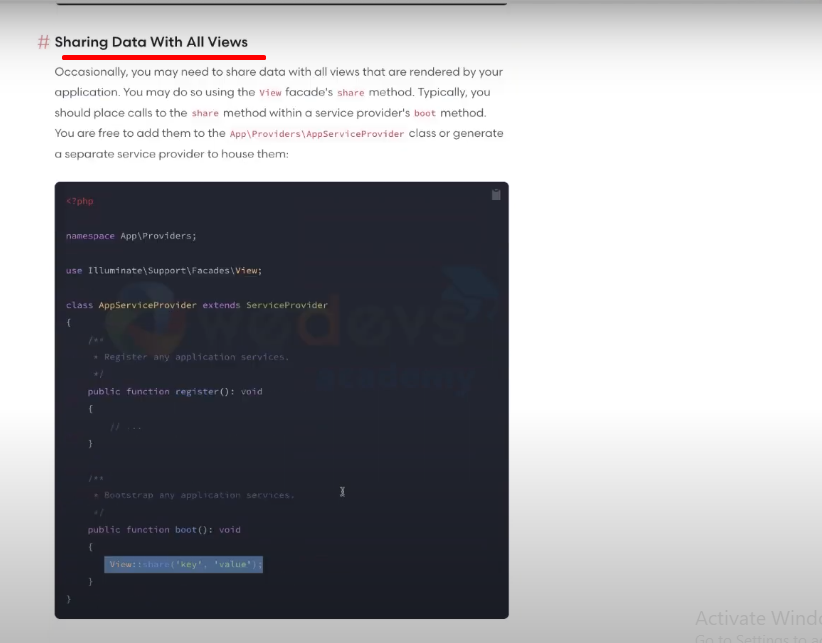 # Sharing Data With All Views
Occasionally, you may need to share data with all views that are rendered by your
application. You may do so using the View facade's share method. Typically, you
should place calls to the share method within a service provider's boot method.
You are free to add them to the App\Providers\AppServiceProvider class or generate
a separate service provider to house them:
<?php
namespace App\Providers;
use Illuminate\Support\Facades\View;
class AppServiceProvider extends ServiceProvider
{
/**
* Register any application services.
*/
public function register(): void
{
// ...
}
/**
* Bootstrap any application services.
*/
public function boot(): void
{
View::share('key', 'value');
}
}
wedevs
academy
Activate Windo
Go to Settings to a